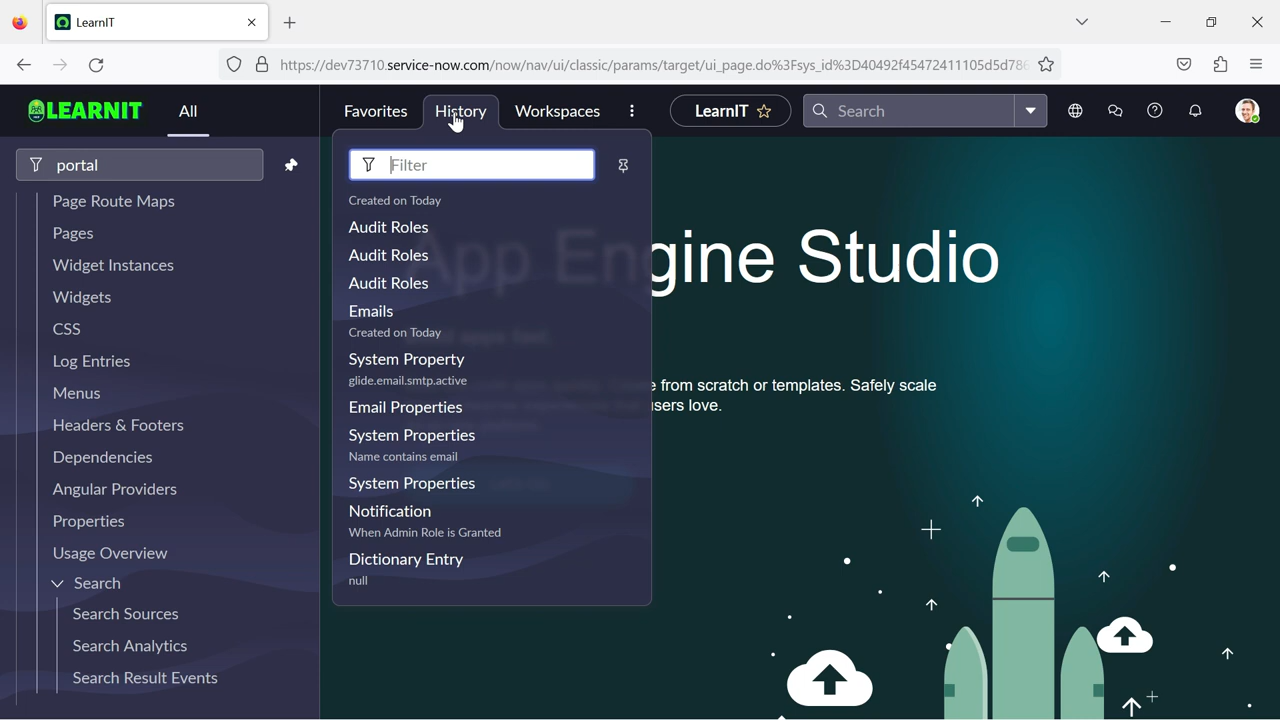 LearnIT
https://dev73710.service-now.com/now/nav/ui/classic/params/target/ui_page.do%3Fsys_id%3D40492f45472411105d5d786
LEARNIT
All
Favorites
History
Workspaces
LearnIT
Search
portal
Page Route Maps
Pages
Widget Instances
Widgets
CSS
Log Entries
Menus
Headers & Footers
Dependencies
Angular Providers
Properties
Usage Overview
Search
Search Sources
Search Analytics
Search Result Events
Filter
Created on Today
Audit Roles
Audit Roles
Audit Roles
Emails
Created on Today
System Property
glide.email.smtp.active
Email Properties
System Properties
Name contains email
System Properties
Notification
When Admin Role is Granted
Dictionary Entry
null
App Engine Studio
from scratch or templates. Safely scale
users love.